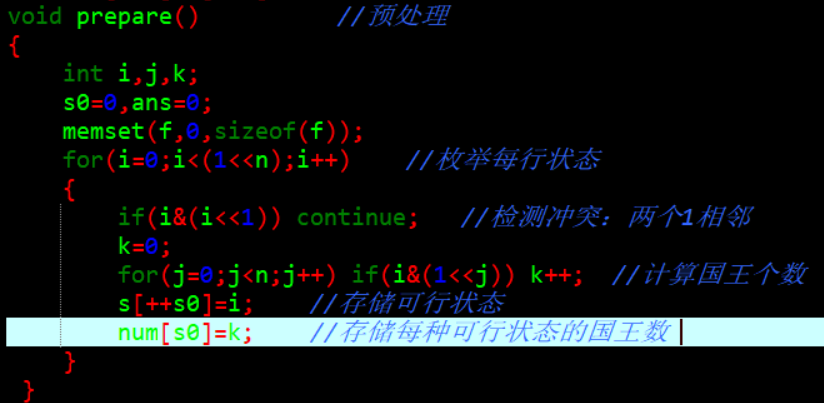 void prepare()          //预处理
{
    int i,j,k;
    s0=0,ans=0;
    memset(f,0,sizeof(f));
    for(i=0;i<(1<<n);i++)    //枚举每行状态
    {
        if(i&(i<<1)) continue;   //检测冲突：两个1相邻
        k=0;
        for(j=0;j<n;j++) if(i&(1<<j)) k++;  //计算国王个数
        s[++s0]=i;    //存储可行状态
        num[s0]=k;    //存储每种可行状态的国王数
    }
}